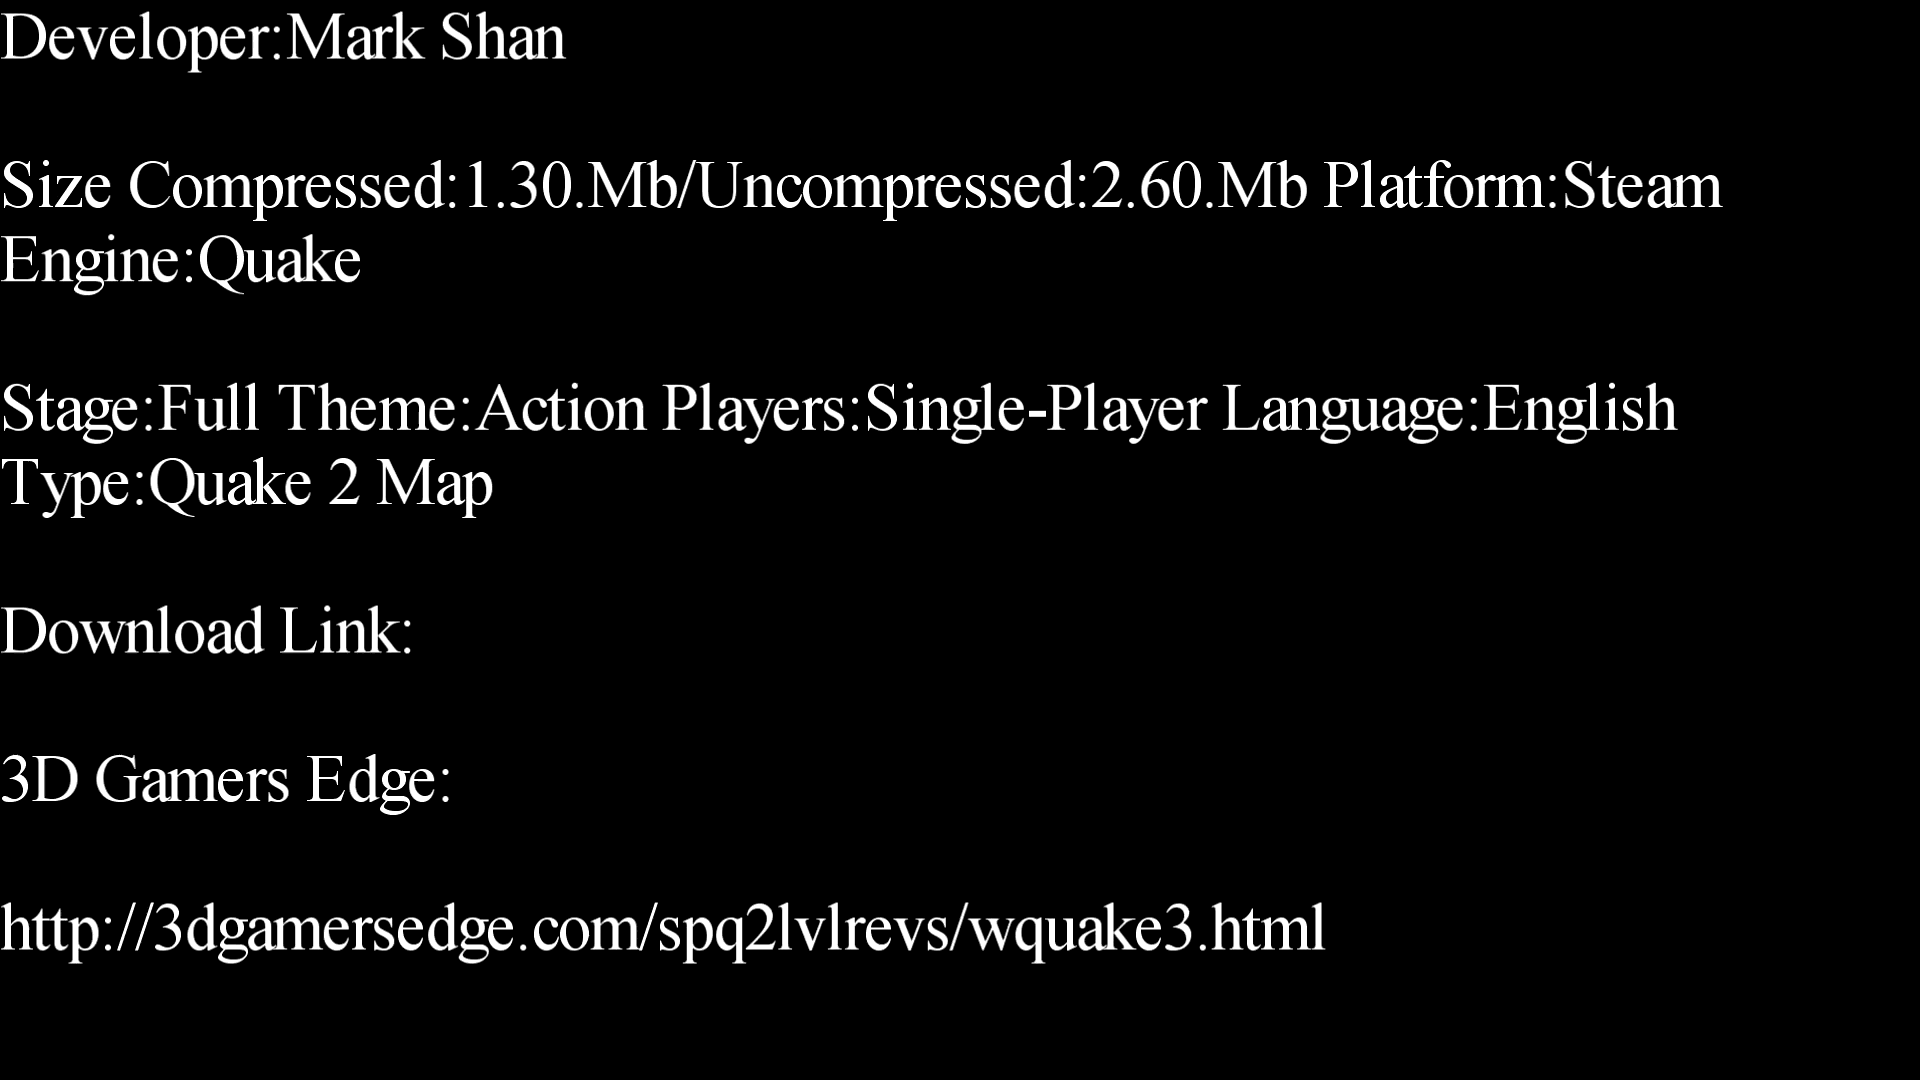 Developer:Mark Shan
Size Compressed:1.30.Mb/Uncompressed:2.60.Mb Platform:Steam
Engine:Quake
Stage:Full Theme:Action Players:Single-Player Language:English
Type:Quake 2 Map
Download Link:
3D Gamers Edge:
http://3dgamersedge.com/spq2lvlrevs/wquake3.html